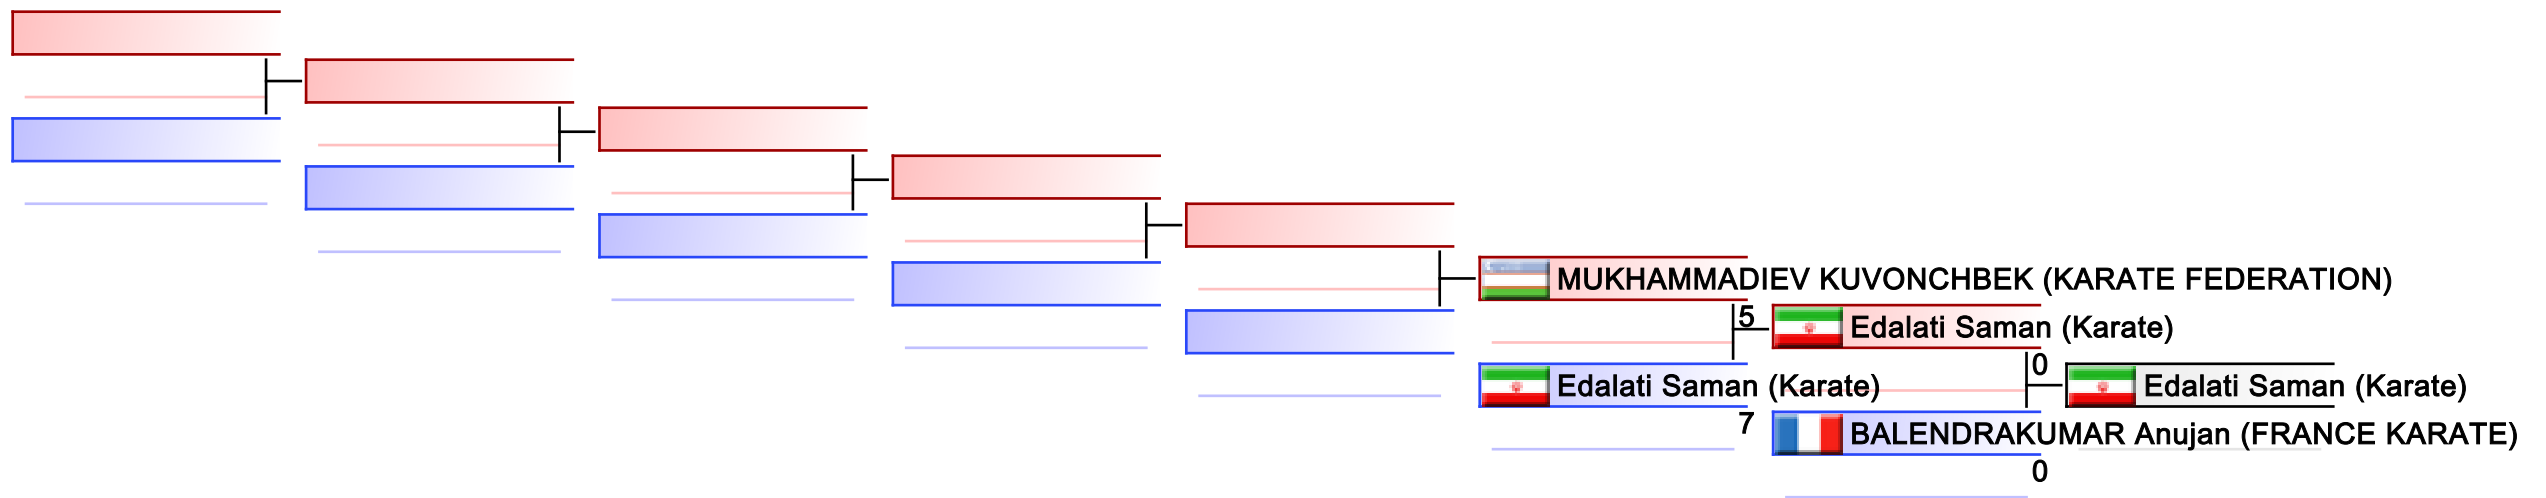 MUKHAMMADIEV KUVONCHBEK (KARATE FEDERATION)
5
Edalati Saman (Karate)
0
Edalati Saman (Karate)
Edalati Saman (Karate)
7
BALENDRAKUMAR Anujan (FRANCE KARATE)
0